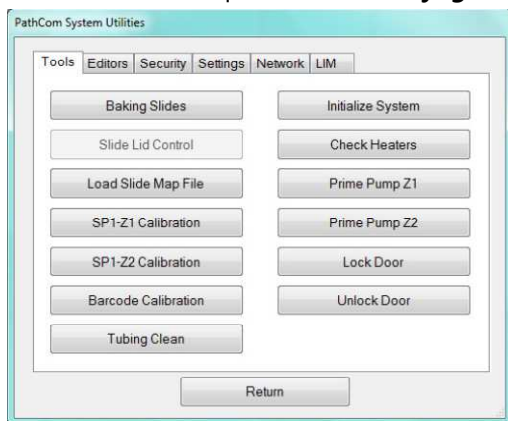 PathCom System Utilities
Tools Editors Security Settings Network LIM
Baking Slides
Initialize System
Slide Lid Control
Check Heaters
Load Slide Map File
Prime Pump Z1
SP1-Z1 Calibration
Prime Pump Z2
SP1-Z2 Calibration
Lock Door
Barcode Calibration
Unlock Door
Tubing Clean
Return